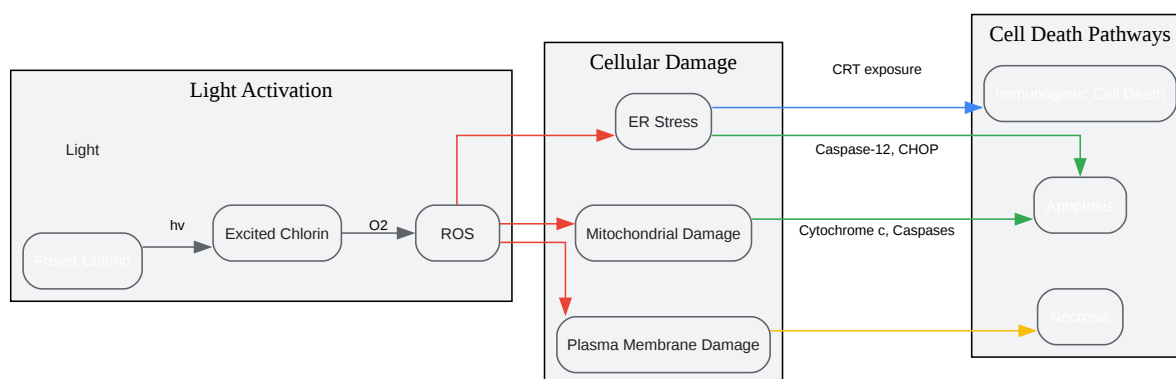 Light Activation
Light
hv
O2
Fused Chlorin
Excited Chlorin
ROS
Cellular Damage
ER Stress
Mitochondrial Damage
Plasma Membrane Damage
CRT exposure
Caspase-12, CHOP
Cytochrome c, Caspases
Cell Death Pathways
Immunogenic Cell Death
Apoptosis
Necrosis